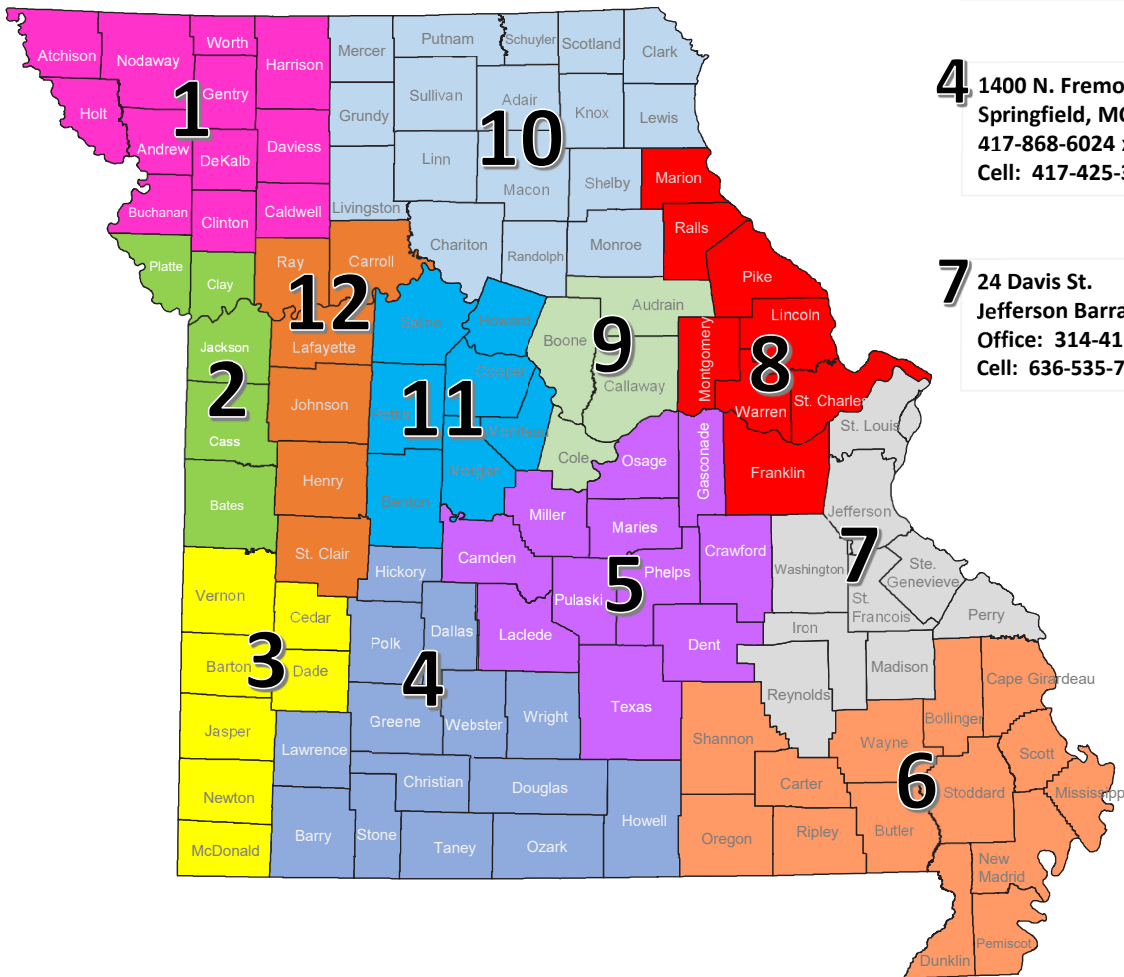 Atchison
Nodaway
Worth
Harrison
Mercer
Putnam
Schuyler
Scotland
Clark
Holt
Gentry
1
Sullivan
Adair
Knox
Lewis
Grundy
10
Andrew
DeKalb
Daviess
Linn
Macon
Shelby
Marion
Buchanan
Clinton
Caldwell
Livingston
Chariton
Randolph
Monroe
Ralls
Platte
Clay
Ray
Carroll
12
Pike
Audrain
Saline
Howard
Boone
9
Lincoln
Jackson
Lafayette
Cooper
Callaway
Montgomery
8
2
Johnson
Pettis
11
Moniteau
Warren
St. Charles
Cass
Cole
St. Louis
Henry
Morgan
Osage
Gasconade
Franklin
Bates
Benton
Miller
Maries
Jefferson
St. Clair
Camden
Crawford
Hickory
Phelps
5
Pulaski
Washington
7
Ste.
Genevieve
St.
Francois
Vernon
Cedar
Polk
Dallas
Laclede
Dent
Iron
Perry
Barton
3
Dade
4
Texas
Reynolds
Madison
Cape Girardeau
Jasper
Lawrence
Greene
Webster
Wright
Shannon
Wayne
Bollinger
Scott
Newton
Christian
Douglas
Carter
6
Stoddard
Mississipp
McDonald
Barry
Stone
Taney
Ozark
Howell
Oregon
Ripley
Butler
New
Madrid
Dunklin
Pemiscot
4
1400 N. Fremo
Springfield, MO
417-868-6024
Cell: 417-425-3
7
24 Davis St.
Jefferson Barra
Office: 314-41
Cell: 636-535-7